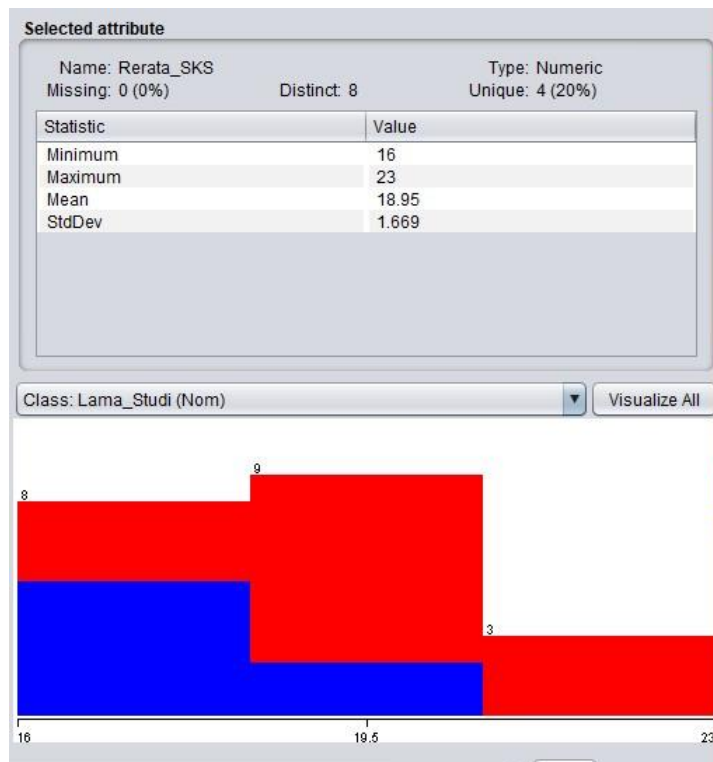 Selected attribute
Name: Rerata_SKS Type: Numeric
Missing: 0 (0%) Distinct: 8 Unique: 4 (20%)
Statistic Value
Minimum 16
Maximum 23
Mean 18.95
StdDev 1.669
Class: Lama_Studi (Nom) Visualize All
9
8
3
16 19.5 23